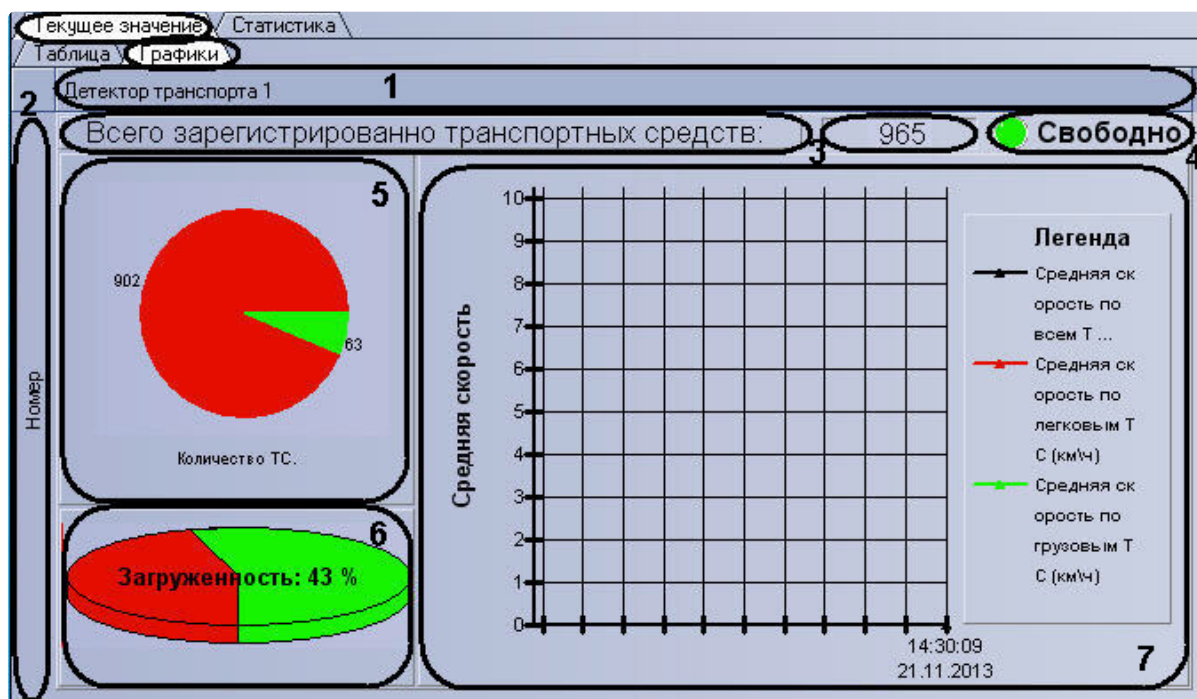 Текущее значение Статистика
Таблица Графики
Детектор транспорта 1
1
2
Всего зарегистрированно транспортных средств:
3
965
Свободно
4
Номер
5
902
63
Количество ТС.
6
Загруженность: 43 %
Средняя скорость
10
9
8
7
6
5
4
3
2
1
0
14:30:09
21.11.2013
Легенда
Средняя ск
орость по
всем Т ...
Средняя ск
орость по
легковым Т
С (км\ч)
Средняя ск
орость по
грузовым Т
С (км\ч)
7